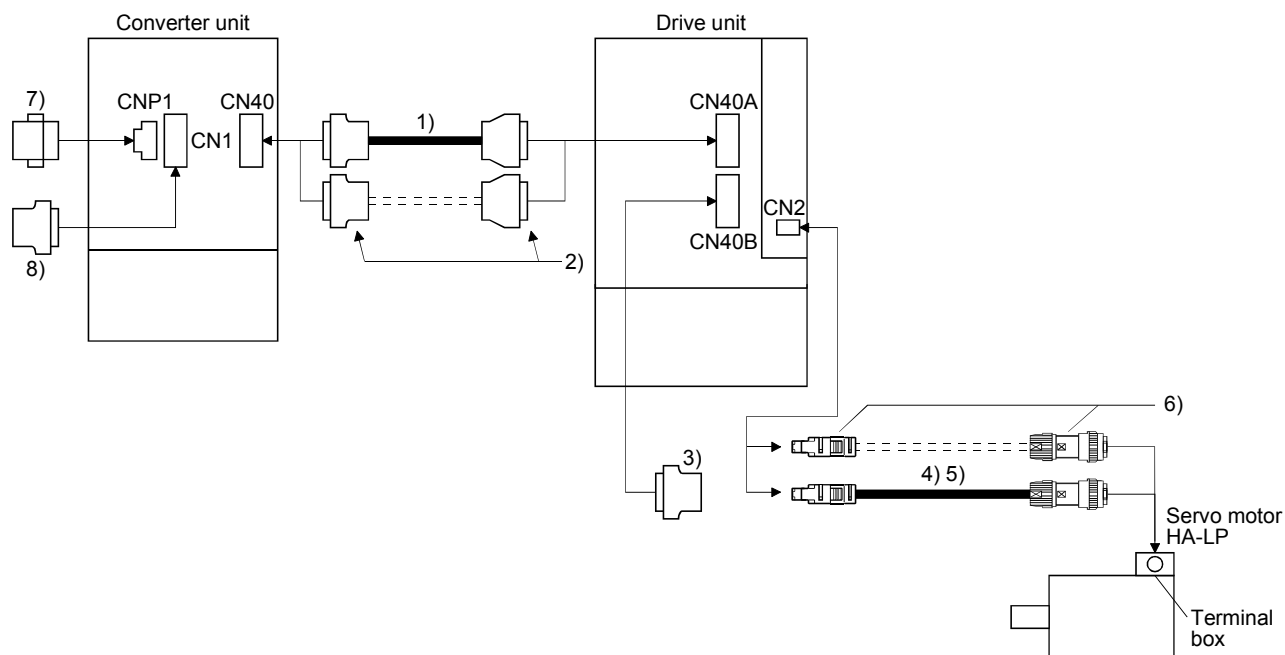 Converter unit
Drive unit
7)
CNP1
CN40
CN1
1)
CN40A
CN2
CN40B
8)
2)
6)
3)
4) 5)
Servo motor
HA-LP
Terminal
box